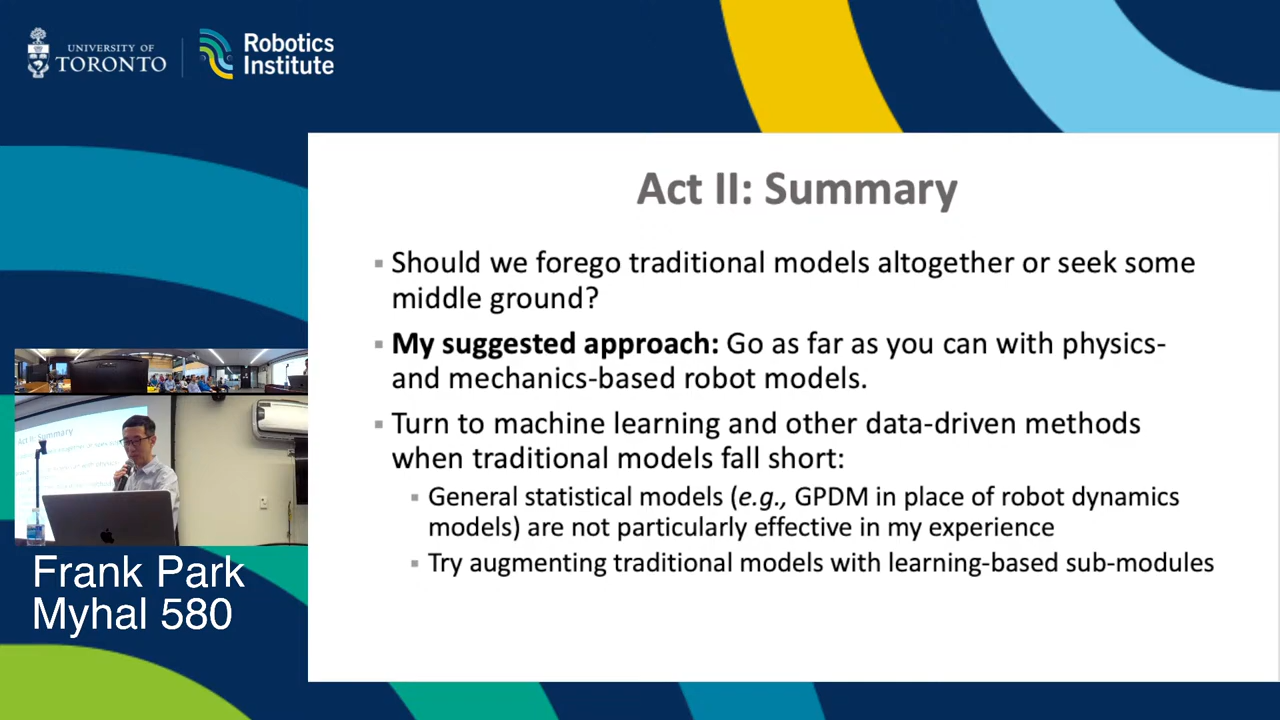 UNIVERSITY OF
TORONTO
Robotics
Institute
Act II: Summary
Should we forego traditional models altogether or seek some
middle ground?
My suggested approach: Go as far as you can with physics-
and mechanics-based robot models.
Turn to machine learning and other data-driven methods
when traditional models fall short:
General statistical models (e.g., GPDM in place of robot dynamics
models) are not particularly effective in my experience
Try augmenting traditional models with learning-based sub-modules
Act II: Summary
Frank Park
Myhal 580